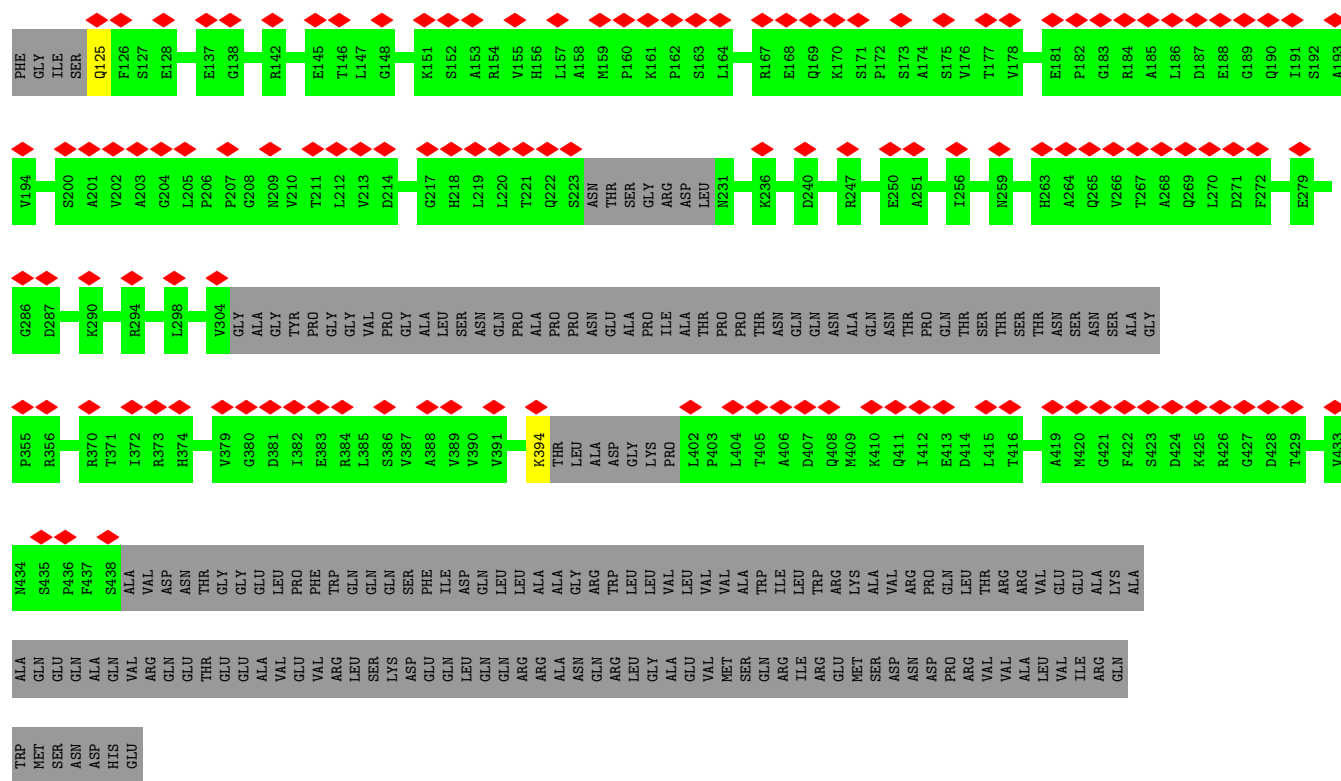 PHE GLY ILE SER Q125 F126 S127 E128 E137 G138 R142 E145 T146 L147 G148 K151 S152 A153 R154 V155 H156 L157 A158 M159 P160 K161 P162 S163 L164 R167 E168 Q169 K170 S171 P172 S173 A174 S175 V176 T177 V178 E181 P182 G183 R184 A185 L186 D187 E188 G189 Q190 I191 S192 A193
V194 S200 A201 V202 A203 G204 L205 P206 P207 G208 N209 V210 T211 L212 V213 D214 G217 H218 L219 L220 T221 Q222 S223 ASN THR SER GLY ARG ASP LEU N231 K236 D240 R247 E250 A251 I256 N259 H263 A264 Q265 V266 T267 A268 Q269 L270 D271 F272 E279
G286 D287 K290 R294 L298 V304 GLY ALA GLY TYR PRO GLY GLY VAL PRO GLY ALA LEU SER ASN GLN PRO ALA PRO PRO ASN GLU ALA PRO ILE ALA THR PRO PRO THR ASN GLN GLN ASN ALA GLN ASN THR PRO GLN THR SER THR SER THR ASN SER ASN SER ALA GLY
P355 R356 R370 T371 I372 R373 H374 V379 G380 D381 I382 E383 R384 L385 S386 V387 A388 V389 V390 V391 K394 THR LEU ALA ASP GLY LYS PRO L402 P403 L404 T405 A406 D407 Q408 M409 K410 Q411 I412 E413 D414 L415 T416 A419 M420 G421 F422 S423 D424 K425 R426 G427 D428 T429 V433
N434 S435 P436 F437 S438 ALA VAL ASP ASN THR GLY GLY GLU LEU PRO PHE TRP GLN GLN GLN SER PHE ILE ASP GLN LEU LEU ALA ALA GLY ARG TRP LEU LEU VAL LEU VAL VAL ALA TRP ILE LEU TRP ARG LYS ALA VAL ARG PRO GLN LEU THR ARG ARG VAL GLU GLU ALA LYS ALA
ALA GLN GLU GLN ALA GLN VAL ARG GLN GLU THR GLU GLU ALA VAL GLU VAL ARG LEU SER LYS ASP GLU GLN LEU GLN GLN ARG ARG ALA ASN GLN ARG LEU GLY ALA GLU VAL MET SER GLN ARG ILE ARG GLU MET SER ASP ASN ASP PRO ARG VAL VAL ALA LEU VAL ILE ARG GLN
TRP MET SER ASN ASP HIS GLU